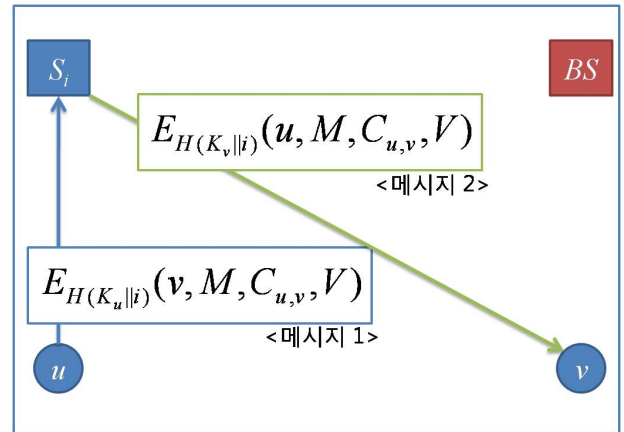 S_i
BS
E_{H(K_v||i)}(u, M, C_{u,v}, V)
<메시지 2>
E_{H(K_u||i)}(v, M, C_{u,v}, V)
<메시지 1>
u
v